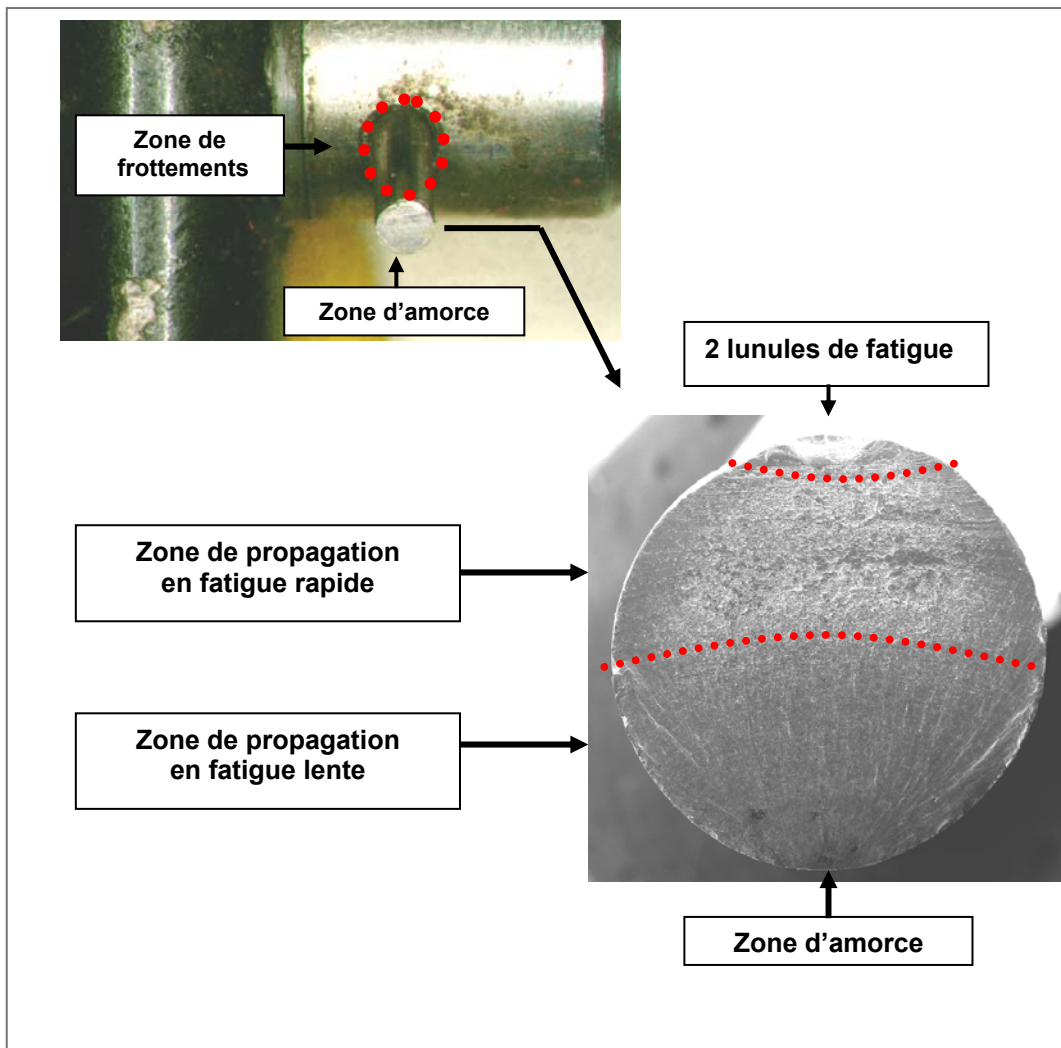 Zone de
frottements
Zone d'amorce
2 lunules de fatigue
Zone de propagation
en fatigue rapide
Zone de propagation
en fatigue lente
Zone d'amorce